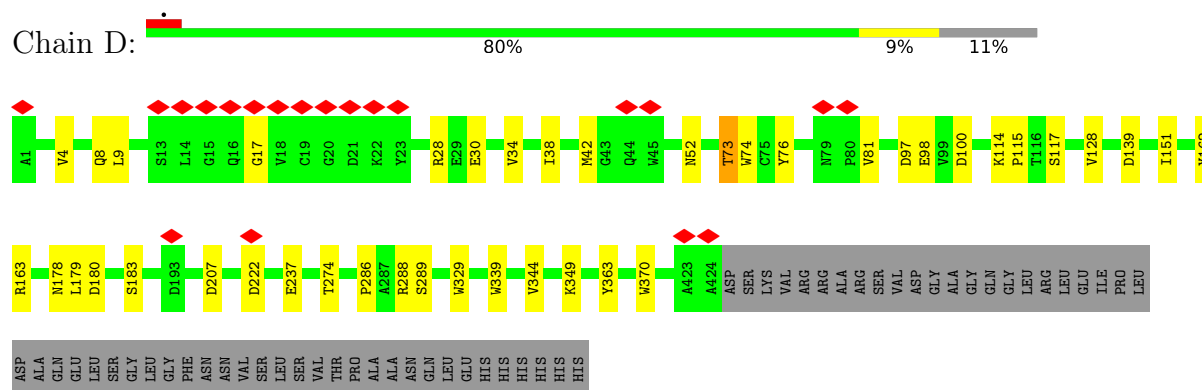 Chain D:
80% 9% 11%
A1 V4 Q8 L9 S13 L14 G15 Q16 G17 V18 C19 G20 D21 K22 Y23 R28 E29 E30 V34 I38 M42 G43 Q44 W45 N52 T73 W74 C75 Y76 N79 P80 V81 D97 E98 V99 D100 K114 P115 T116 S117 V128 D139 I151
R163 N178 L179 D180 S183 D193 D207 D222 E237 T274 P286 A287 R288 S289 W329 W339 V344 K349 Y363 W370 A423 A424 ASP SER LYS VAL ARG ARG ALA ARG SER VAL ASP GLY ALA GLY GLN GLY LEU ARG LEU GLU ILE PRO LEU
ASP ALA GLN GLU LEU SER GLY LEU GLY PHE ASN ASN VAL SER LEU SER VAL THR PRO ALA ALA ASN GLN LEU GLU HIS HIS HIS HIS HIS HIS